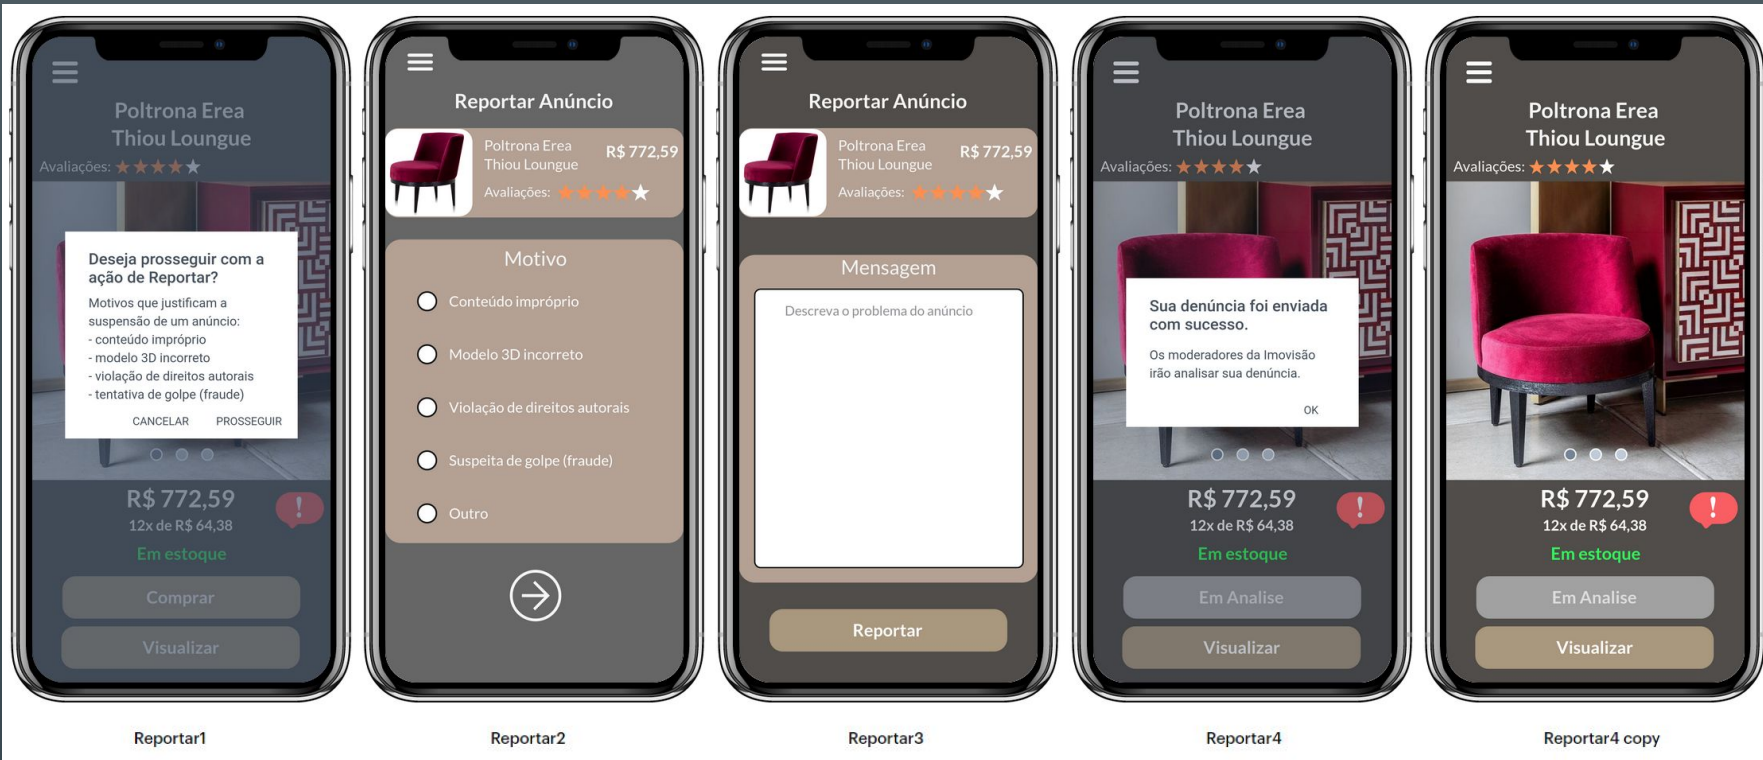 Poltrona Erea
Thiou Loungue
Avaliações:
Deseja prosseguir com a
ação de Reportar?
Motivos que justificam a
suspensão de um anúncio:
- conteúdo impróprio
- modelo 3D incorreto
- violação de direitos autorais
- tentativa de golpe (fraude)
CANCELAR PROSSEGUIR
R$ 772,59
12x de R$ 64,38
Em estoque
!
Comprar
Visualizar
Reportar1
Reportar Anúncio
Poltrona Erea
Thiou Loungue
R$ 772,59
Avaliações:
Motivo
Conteúdo impróprio
Modelo 3D incorreto
Violação de direitos autorais
Suspeita de golpe (fraude)
Outro
Reportar2
Reportar Anúncio
Poltrona Erea
Thiou Loungue
R$ 772,59
Avaliações:
Mensagem
Descreva o problema do anúncio
Reportar
Reportar3
Poltrona Erea
Thiou Loungue
Avaliações:
Sua denúncia foi enviada
com sucesso.
Os moderadores da Imovisão
irão analisar sua denúncia.
OK
R$ 772,59
12x de R$ 64,38
Em estoque
!
Em Analise
Visualizar
Reportar4
Poltrona Erea
Thiou Loungue
Avaliações:
R$ 772,59
12x de R$ 64,38
Em estoque
!
Em Analise
Visualizar
Reportar4 copy